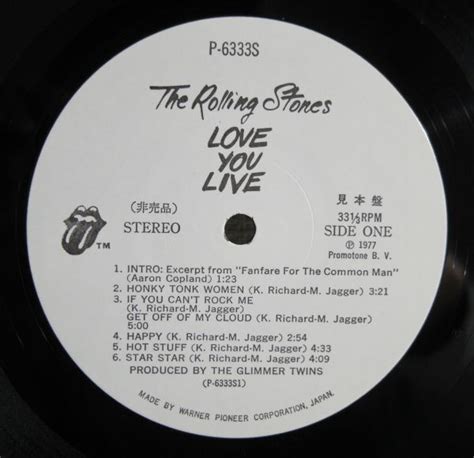 P-6333S
The Rolling Stones
LOVE
YOU
LIVE
(非売品)
STEREO
TM
見本盤
33⅓RPM
SIDE ONE
Ⓟ 1977
Promotone B. V.
1. INTRO: Excerpt from "Fanfare For The Common Man"
(Aaron Copland) 1:23
2. HONKY TONK WOMEN (K. Richard-M. Jagger) 3:21
3. IF YOU CAN'T ROCK ME
(K. Richard-M. Jagger)
GET OFF OF MY CLOUD (K. Richard-M. Jagger)
5:00
4. HAPPY (K. Richard-M. Jagger) 2:54
5. HOT STUFF (K. Richard-M. Jagger) 4:33
6. STAR STAR (K. Richard-M. Jagger) 4:09
PRODUCED BY THE GLIMMER TWINS
(P-6333S1)
MADE BY WARNER PIONEER CORPORATION, JAPAN.